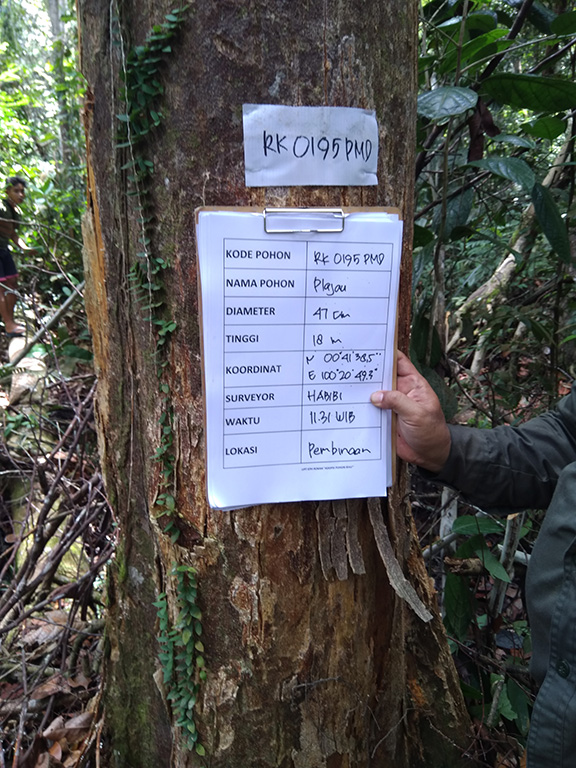 RK 0195 PMD
KODE POHON RK 0195 PMD
NAMA POHON Plajau
DIAMETER 47 cm
TINGGI 18 m
KOORDINAT N 00°41'38,5"
E 100°20'49.3"
SURVEYOR HABIBI
WAKTU 11.31 WIB
LOKASI Pembinaan